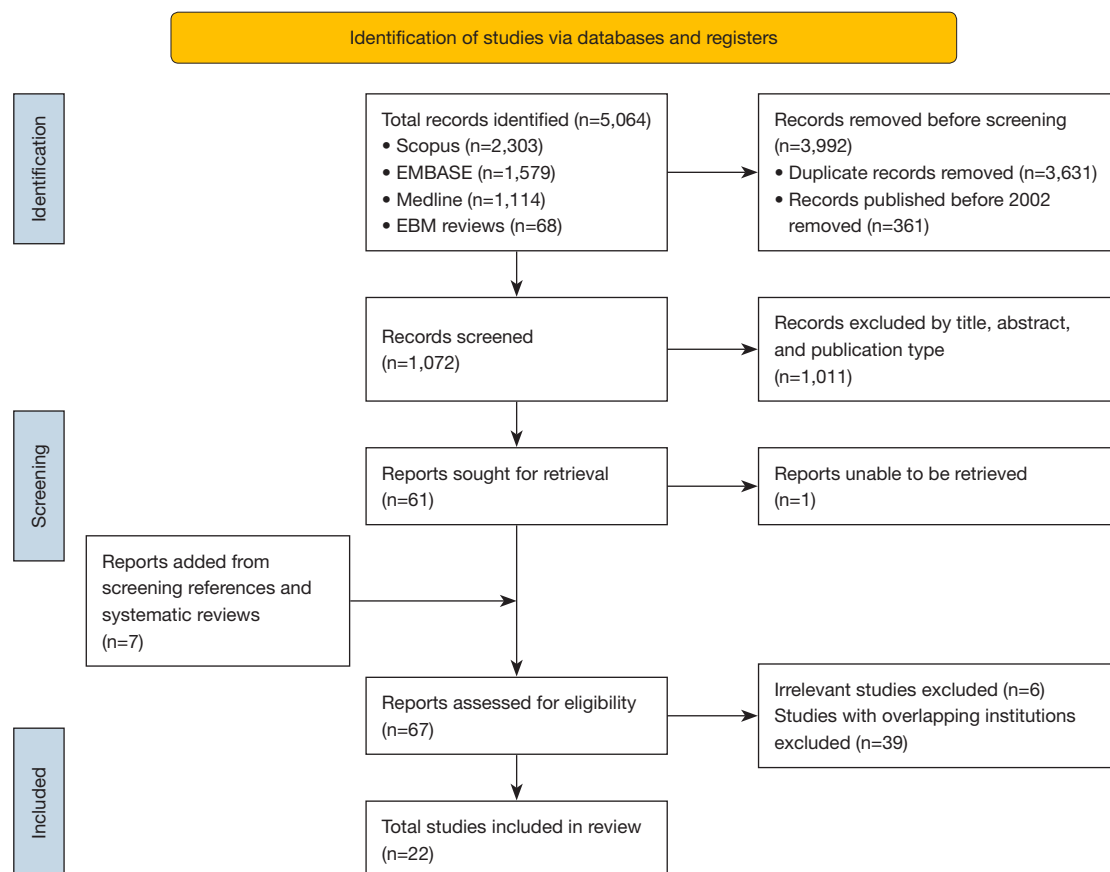 Identification of studies via databases and registers
Identification
Total records identified (n=5,064)
• Scopus (n=2,303)
• EMBASE (n=1,579)
• Medline (n=1,114)
• EBM reviews (n=68)
Records removed before screening
(n=3,992)
• Duplicate records removed (n=3,631)
• Records published before 2002
removed (n=361)
Records screened
(n=1,072)
Records excluded by title, abstract,
and publication type
(n=1,011)
Screening
Reports sought for retrieval
(n=61)
Reports unable to be retrieved
(n=1)
Reports added from
screening references and
systematic reviews
(n=7)
Reports assessed for eligibility
(n=67)
Irrelevant studies excluded (n=6)
Studies with overlapping institutions
excluded (n=39)
Included
Total studies included in review
(n=22)